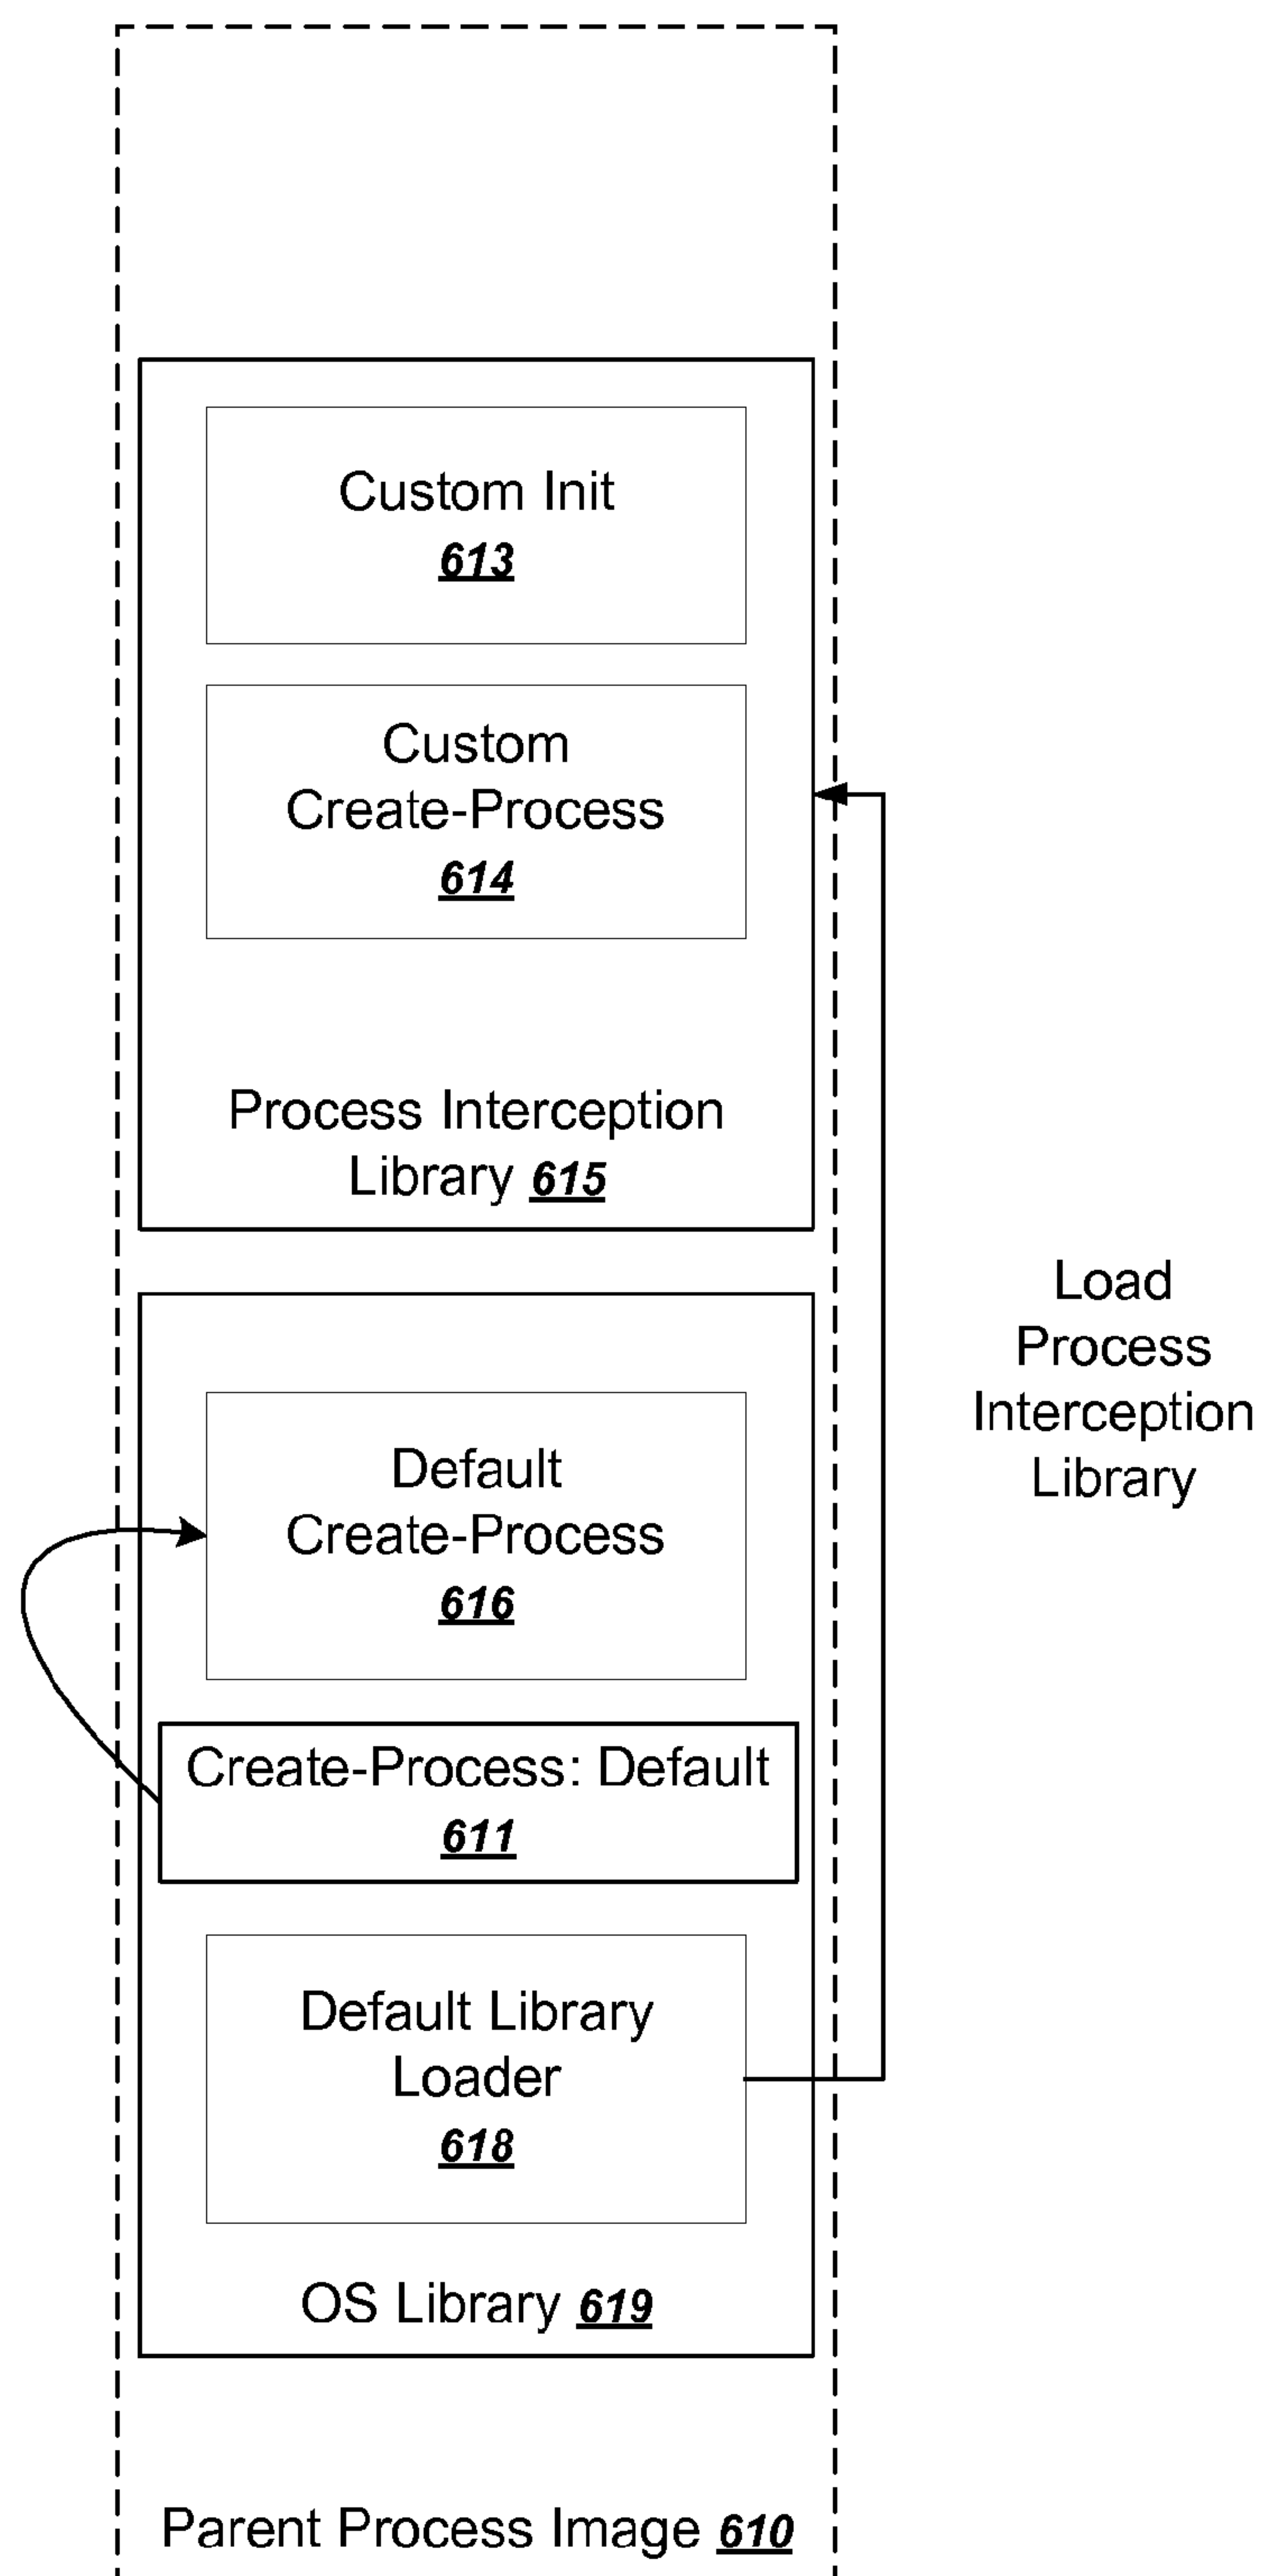 Custom Init
613
Custom
Create-Process
614
Process Interception
Library 615
Load
Process
Interception
Library
Default
Create-Process
616
Create-Process: Default
611
Default Library
Loader
618
OS Library 619
Parent Process Image 610